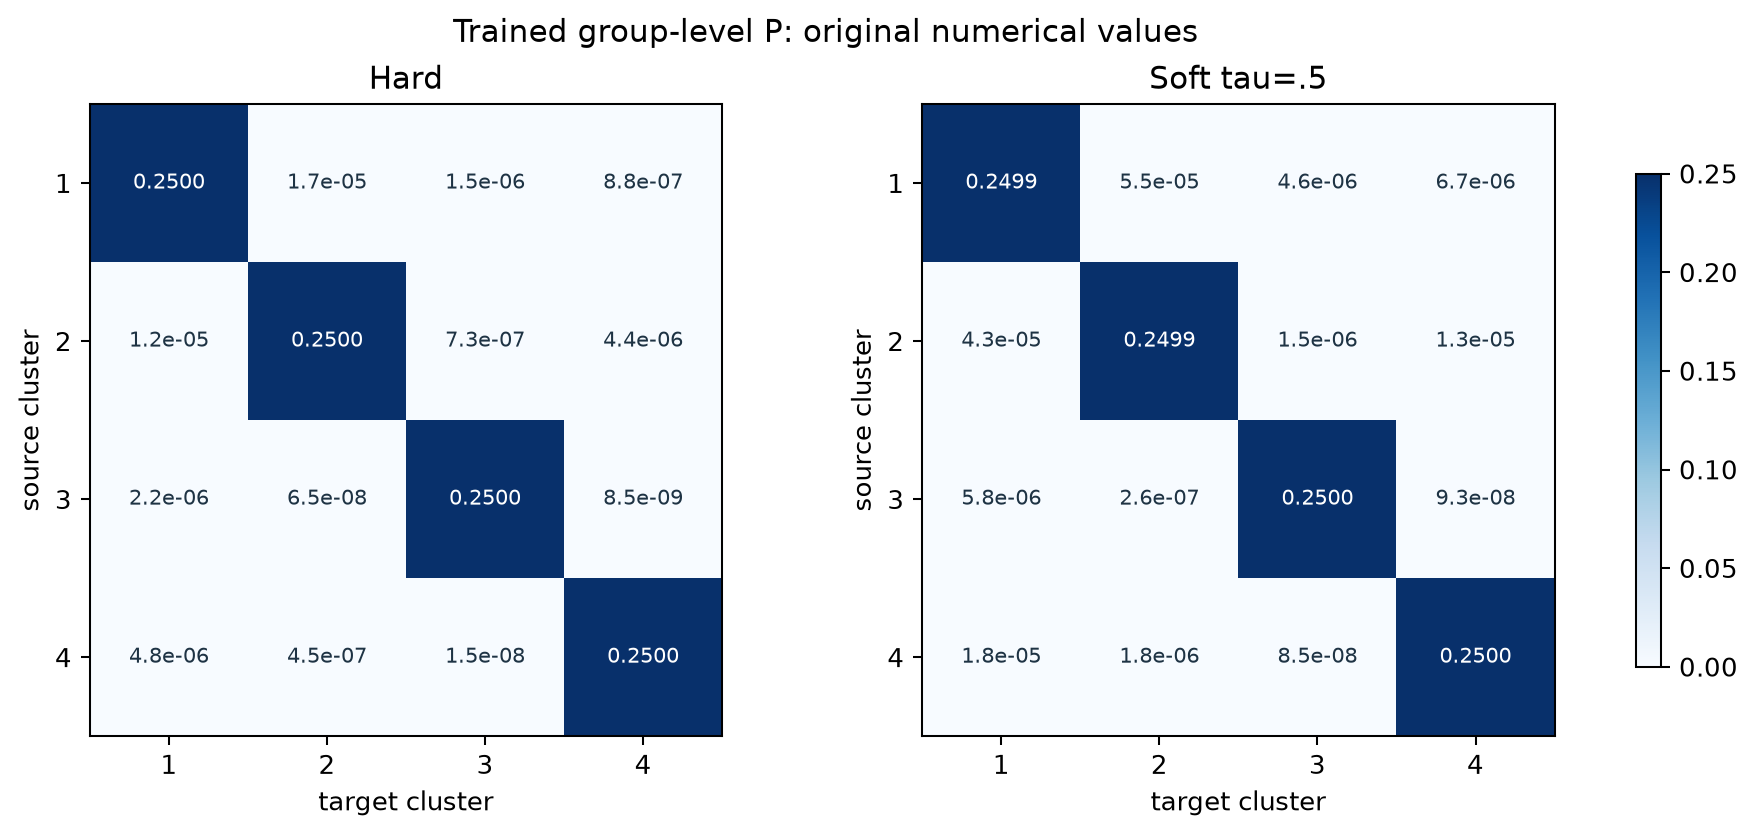 Trained group-level P: original numerical values
Hard
1 0.2500 1.7e-05 1.5e-06 8.8e-07
2 1.2e-05 0.2500 7.3e-07 4.4e-06
3 2.2e-06 6.5e-08 0.2500 8.5e-09
4 4.8e-06 4.5e-07 1.5e-08 0.2500
1 2 3 4
source cluster
target cluster
Soft tau=.5
1 0.2499 5.5e-05 4.6e-06 6.7e-06
2 4.3e-05 0.2499 1.5e-06 1.3e-05
3 5.8e-06 2.6e-07 0.2500 9.3e-08
4 1.8e-05 1.8e-06 8.5e-08 0.2500
1 2 3 4
source cluster
target cluster
0.25
0.20
0.15
0.10
0.05
0.00